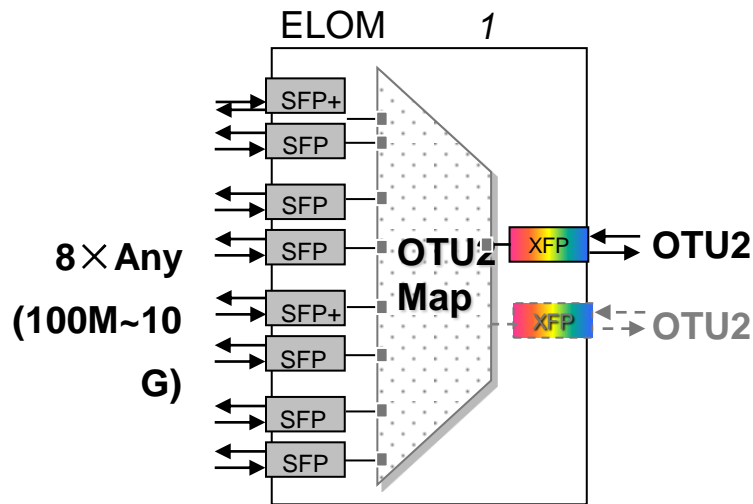 ELOM 1
SFP+
SFP
SFP
SFP
SFP+
SFP
SFP
SFP
8×Any
(100M~10
G)
OTU2
Map
XFP
OTU2
XFP
OTU2